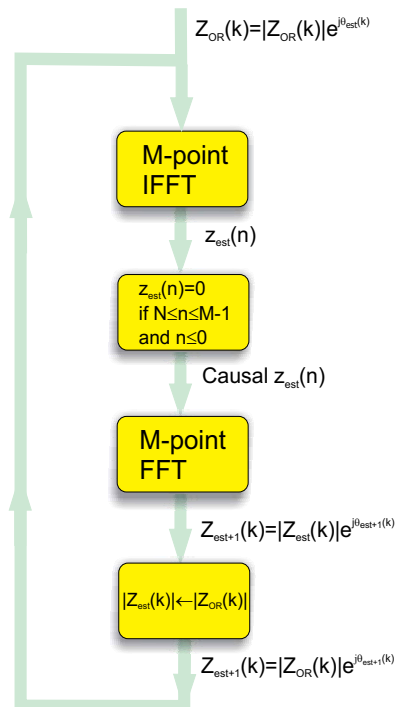 Z_OR(k)=|Z_OR(k)|e^jθ_est(k)
M-point
IFFT
z_est(n)
z_est(n)=0
if N≤n≤M-1
and n≤0
Causal z_est(n)
M-point
FFT
Z_est+1(k)=|Z_est(k)|e^jθ_est+1(k)
|Z_est(k)|←|Z_OR(k)|
Z_est+1(k)=|Z_OR(k)|e^jθ_est+1(k)